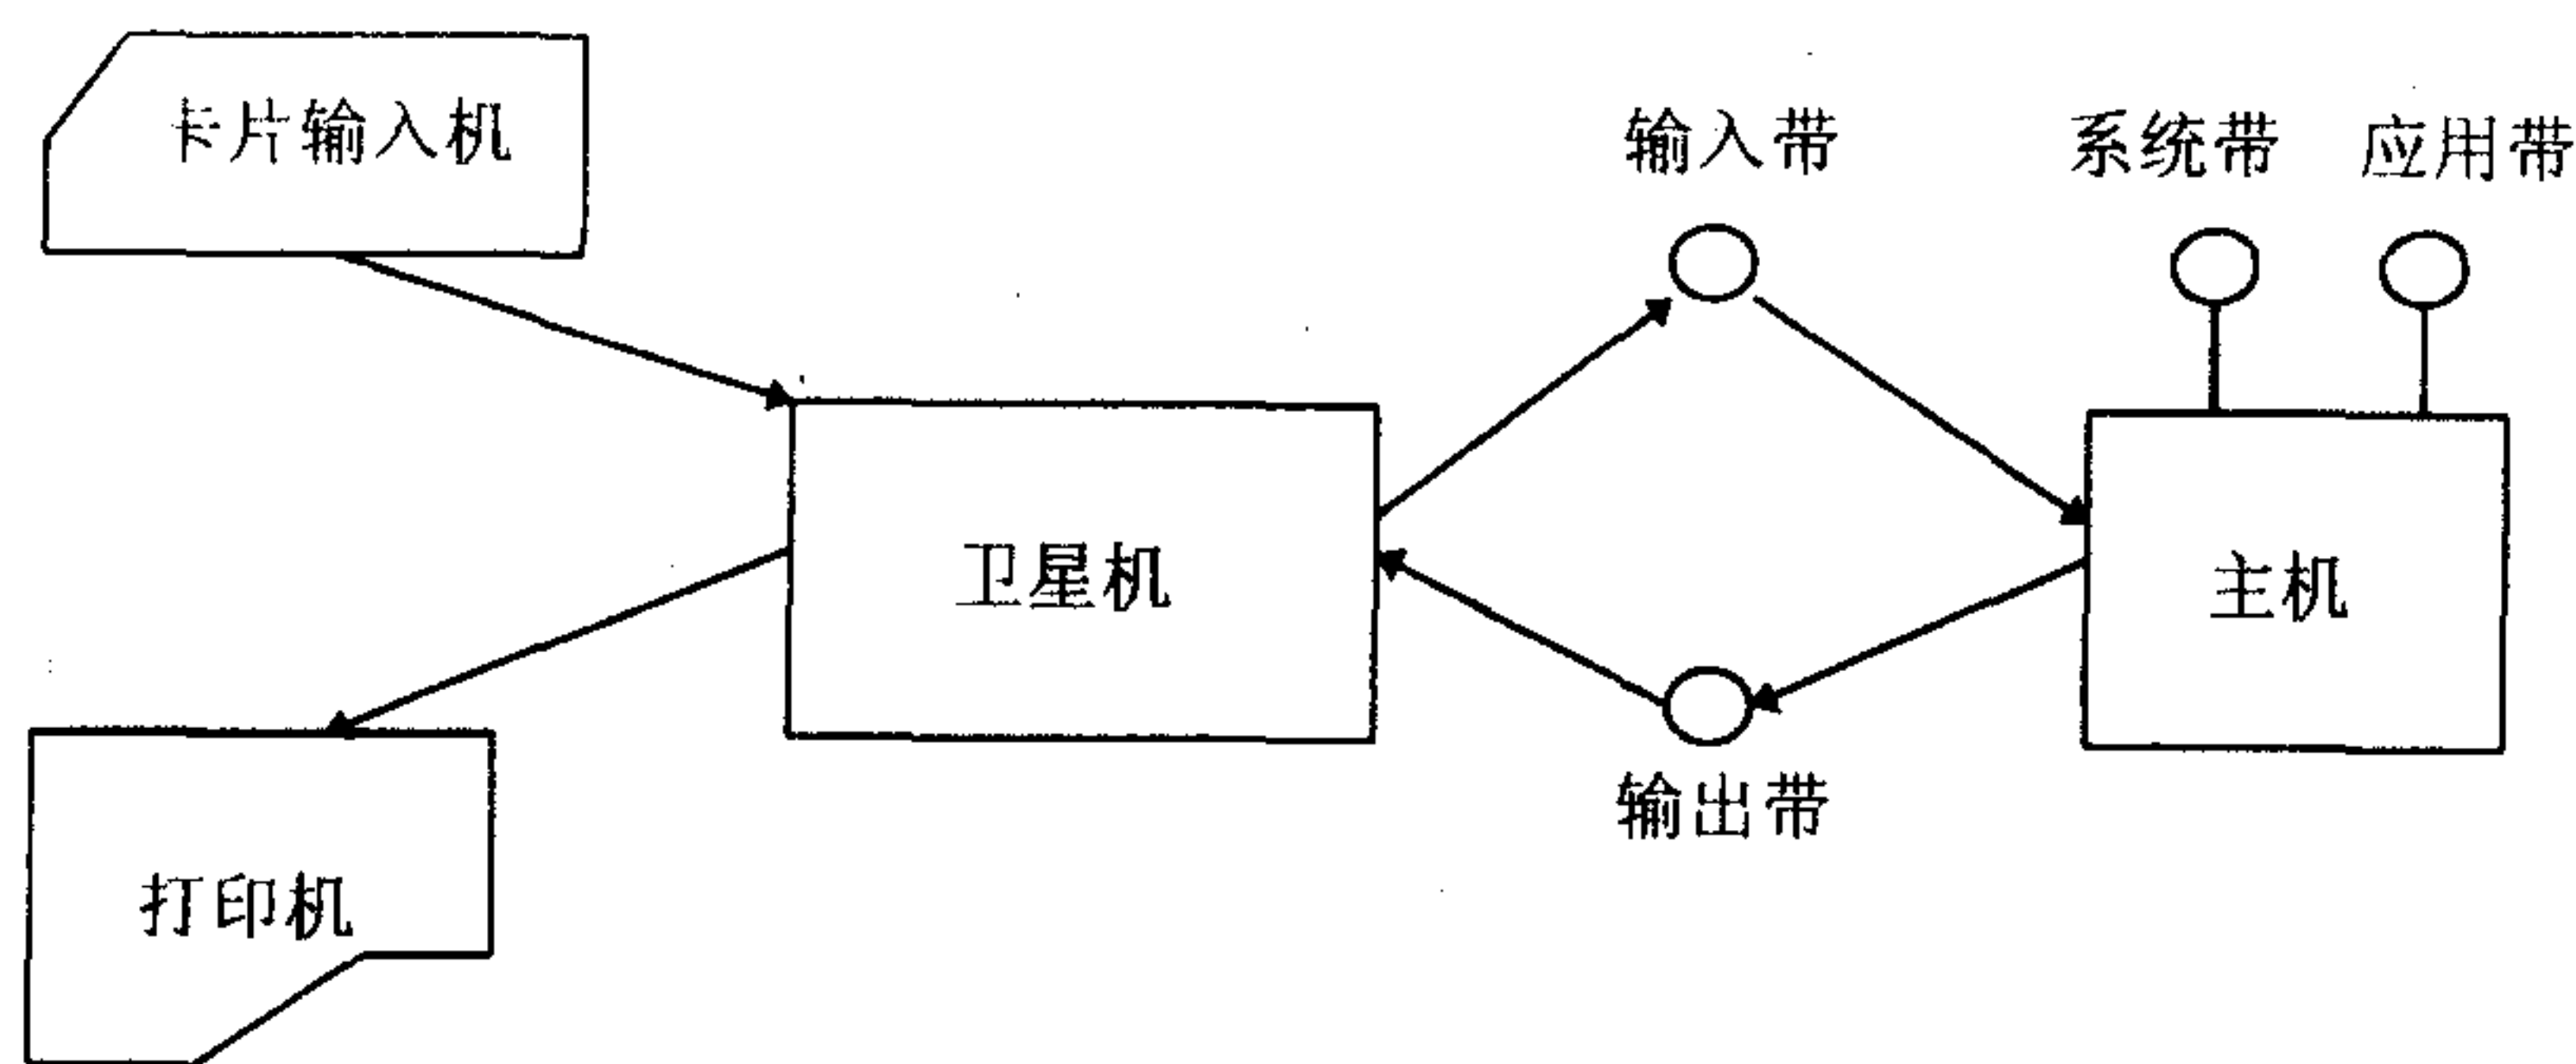 卡片输入机
输入带
系统带
应用带
卫星机
主机
输出带
打印机